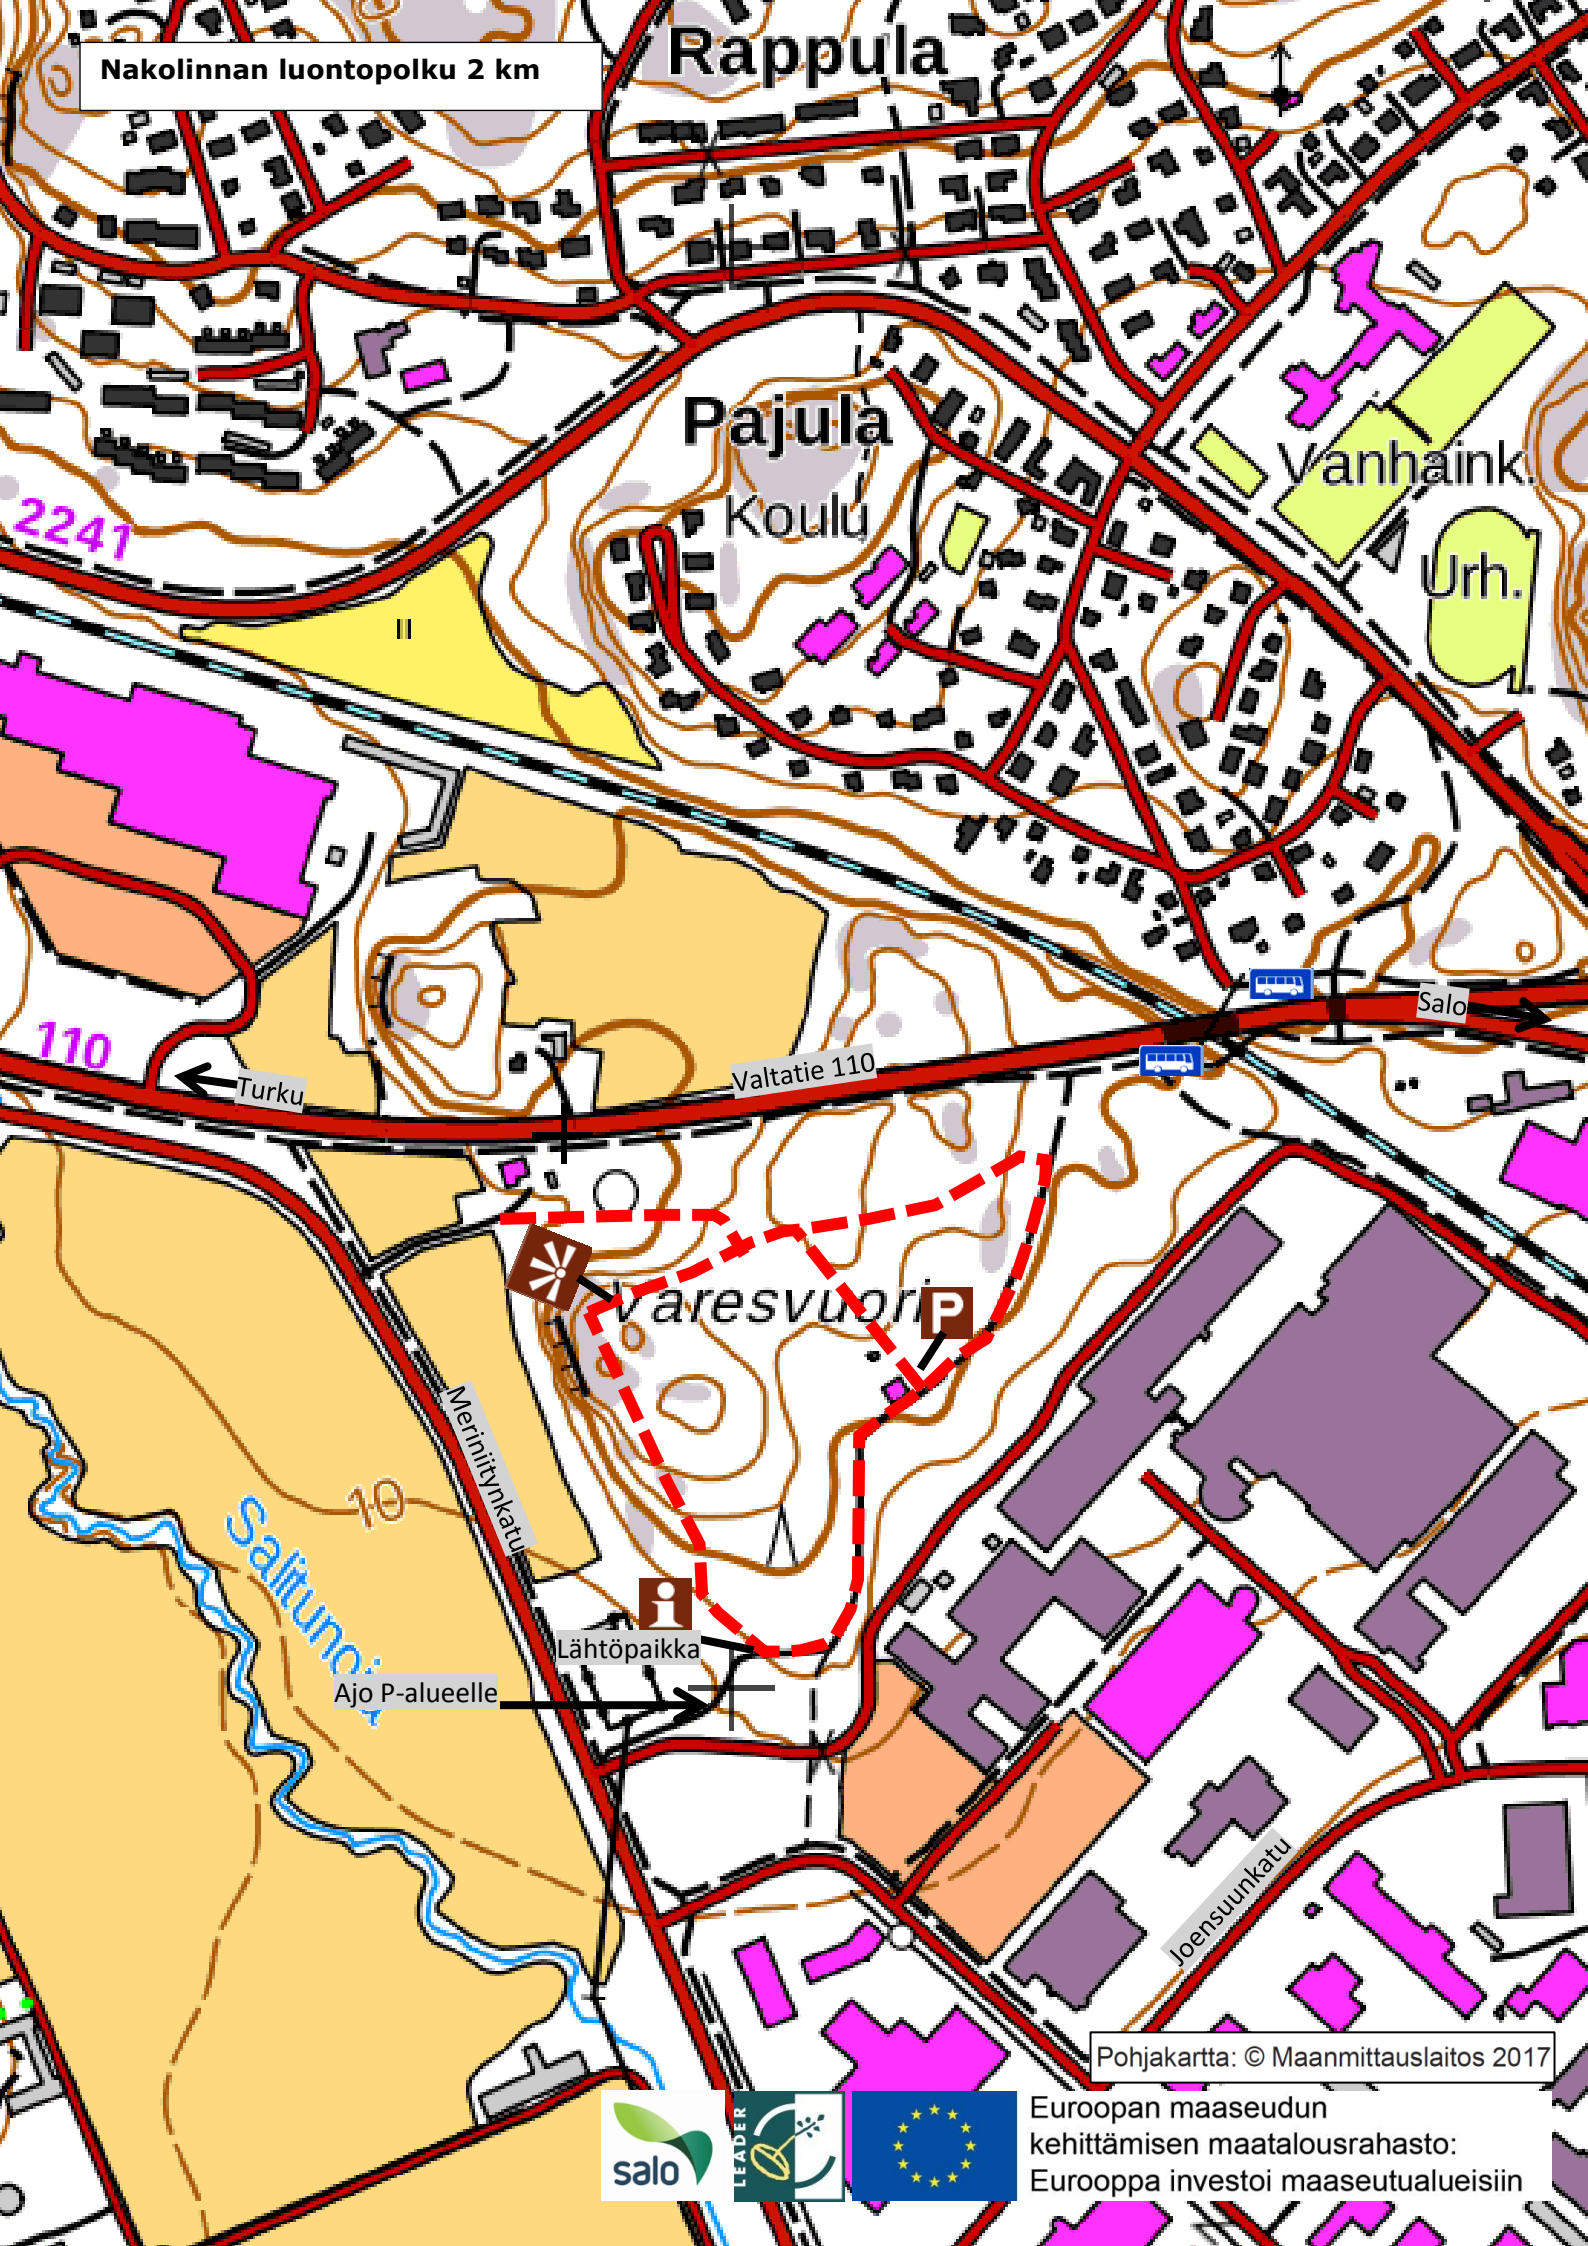 Nakolinnan luontopolku 2 km
Rappula
Pajula
Koulu
Vanhaink.
Urh.
2241
II
110
Turku
Valtatie 110
Salo
Varesvuori
P
Meriniitynkatu
10
Salitunoja
i
Lähtöpaikka
Ajo P-alueelle
Joensuunkatu
Pohjakartta: © Maanmittauslaitos 2017
salo
LEADER
Euroopan maaseudun
kehittämisen maatalousrahasto:
Eurooppa investoi maaseutualueisiin